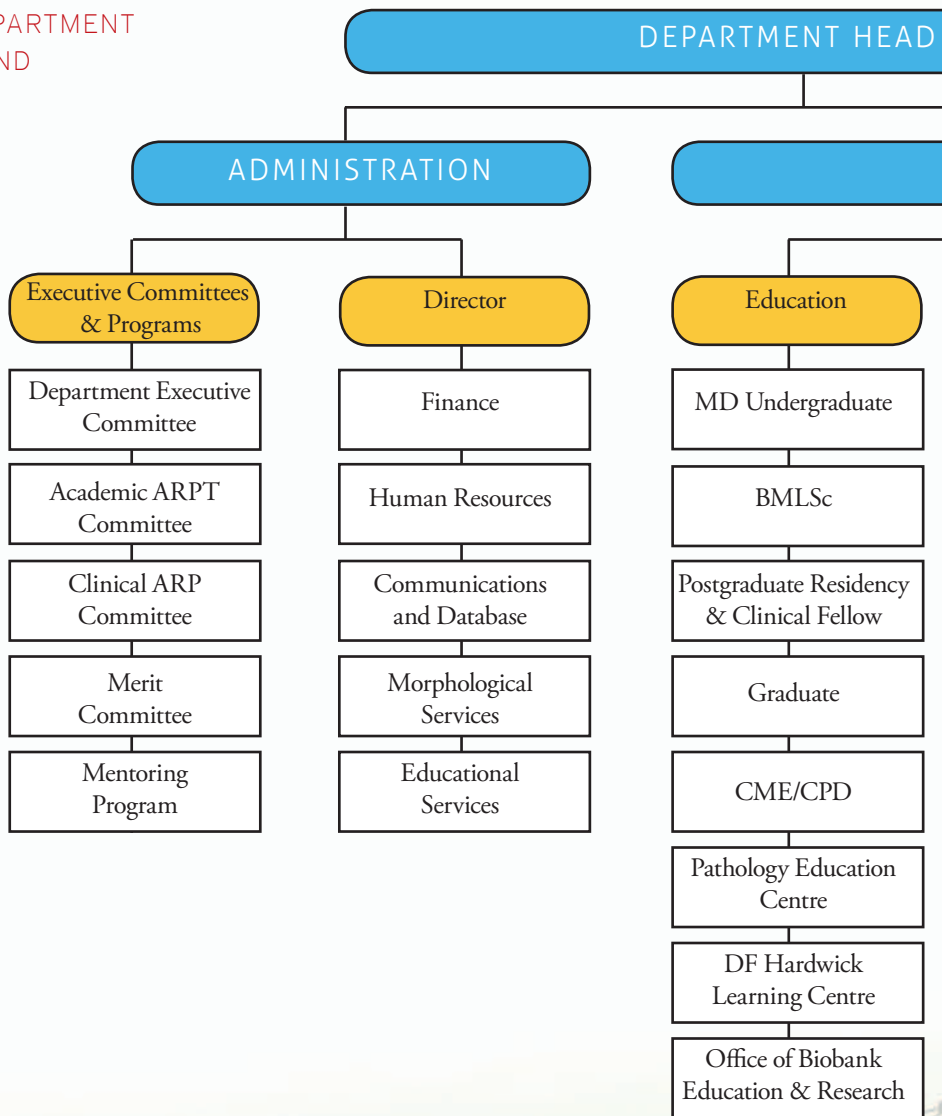 PARTMENT
ND
DEPARTMENT HEAD
ADMINISTRATION
Executive Committees
& Programs
Department Executive
Committee
Academic ARPT
Committee
Clinical ARP
Committee
Merit
Committee
Mentoring
Program
Director
Finance
Human Resources
Communications
and Database
Morphological
Services
Educational
Services
Education
MD Undergraduate
BMLSc
Postgraduate Residency
& Clinical Fellow
Graduate
CME/CPD
Pathology Education
Centre
DF Hardwick
Learning Centre
Office of Biobank
Education & Research